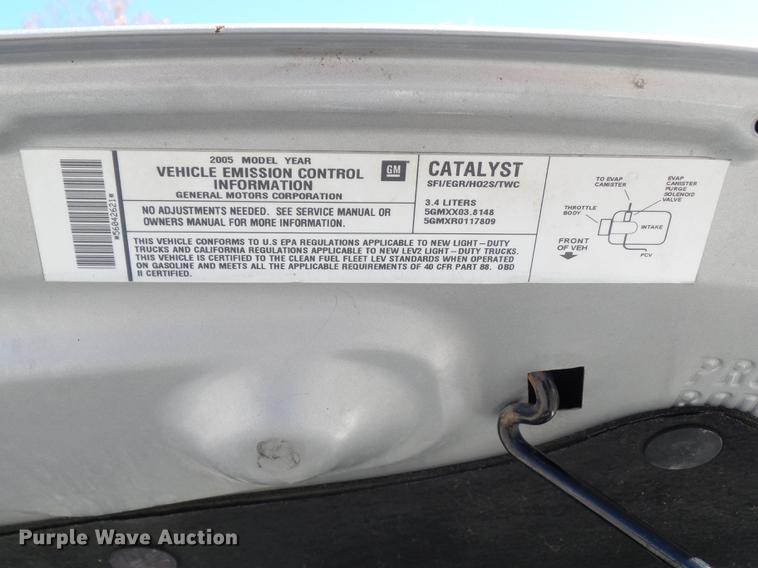 *56042621*
2005 MODEL YEAR
VEHICLE EMISSION CONTROL
INFORMATION
GENERAL MOTORS CORPORATION
GM
NO ADJUSTMENTS NEEDED. SEE SERVICE MANUAL OR
OWNERS MANUAL FOR MORE INFORMATION.
CATALYST
SFI/EGR/HO2S/TWC
3.4 LITERS
5GMXX03.8148
5GMXR0117809
THIS VEHICLE CONFORMS TO U.S EPA REGULATIONS APPLICABLE TO NEW LIGHT-DUTY
TRUCKS AND CALIFORNIA REGULATIONS APPLICABLE TO NEW LEV2 LIGHT-DUTY TRUCKS.
THIS VEHICLE IS CERTIFIED TO THE CLEAN FUEL FLEET LEV STANDARDS WHEN OPERATED
ON GASOLINE AND MEETS ALL THE APPLICABLE REQUIREMENTS OF 40 CFR PART 88. OBD
II CERTIFIED.
TO EVAP
CANISTER
EVAP
CANISTER
PURGE
SOLENOID
VALVE
THROTTLE
BODY
INTAKE
FRONT
OF VEH
PCV
Purple Wave Auction